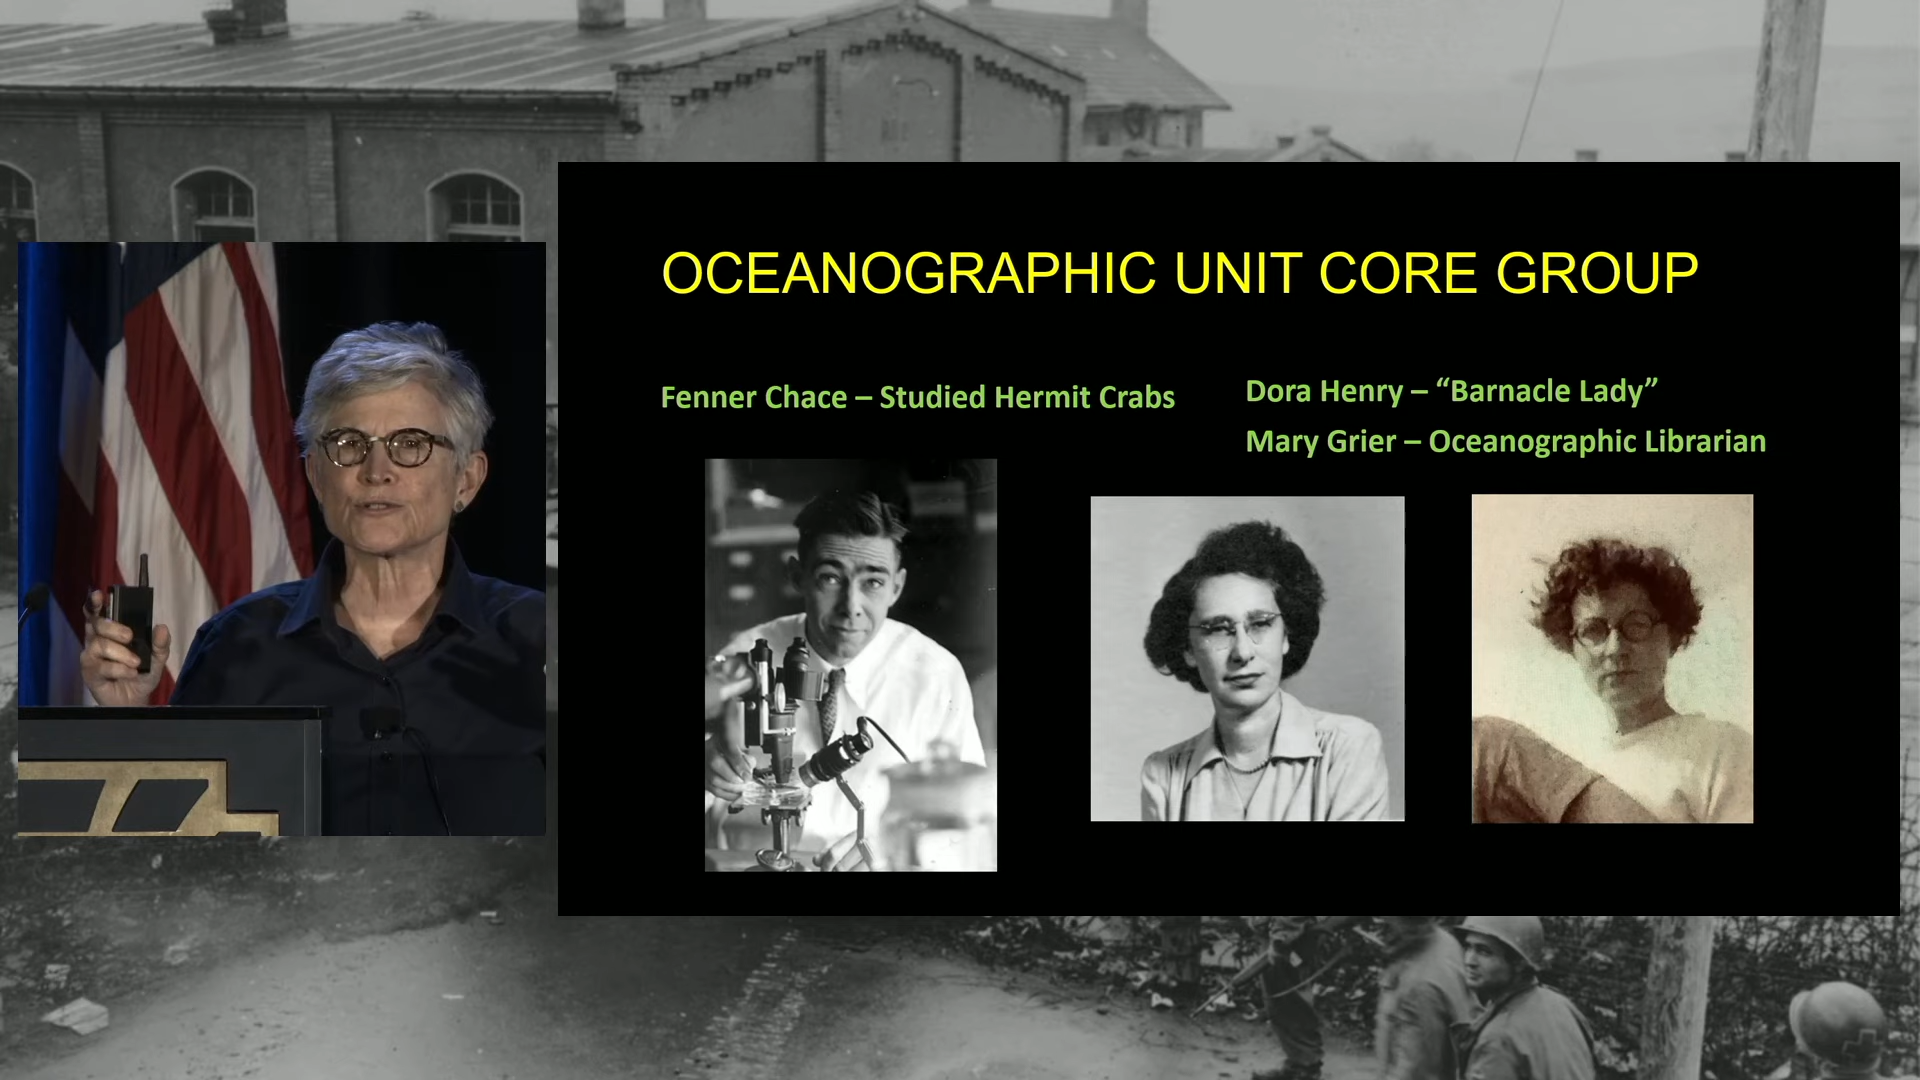 OCEANOGRAPHIC UNIT CORE GROUP
Fenner Chace – Studied Hermit Crabs
Dora Henry – “Barnacle Lady”
Mary Grier – Oceanographic Librarian